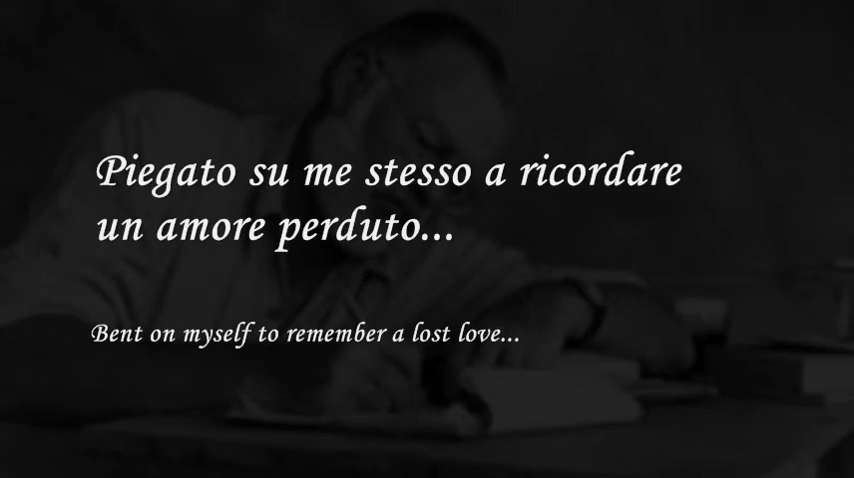 Piegato su me stesso a ricordare
un amore perduto...
Bent on myself to remember a lost love...